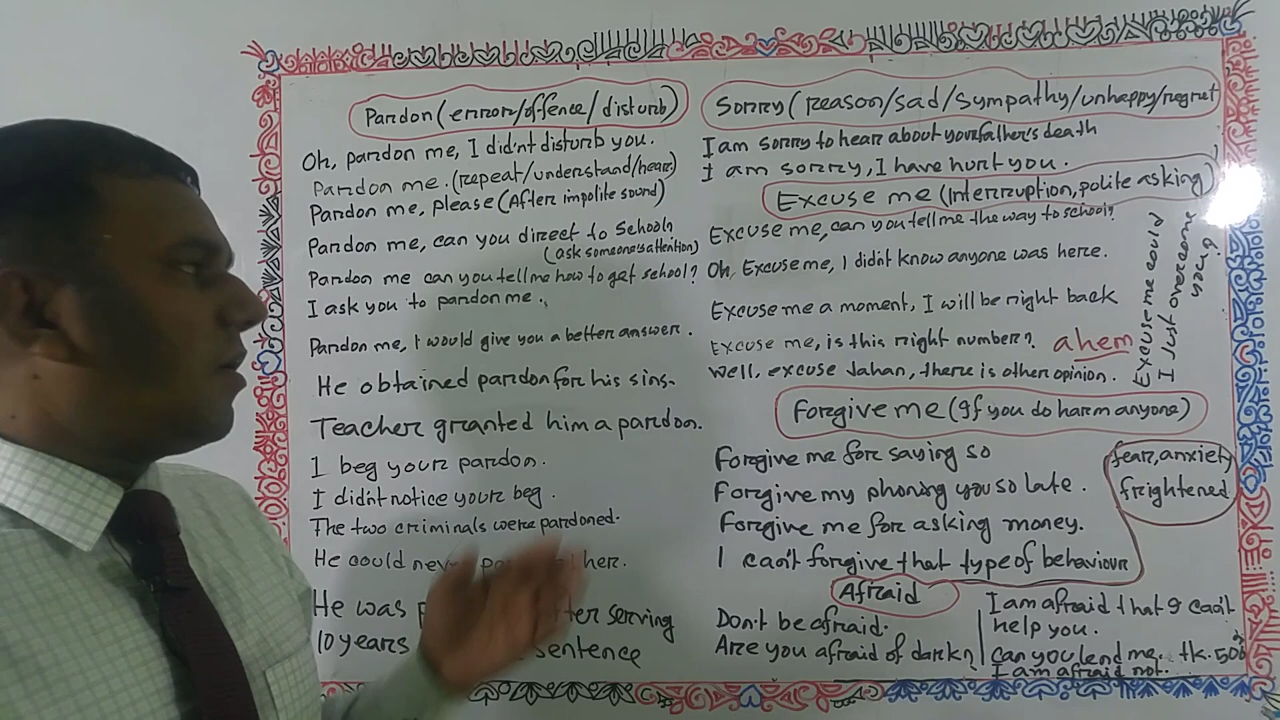 Pardon (error/offence/disturb)
Oh, pardon me, I did'nt disturb you.
Pardon me. (repeat/understand/hear)
Pardon me, please (After impolite sound)
Pardon me, can you direct to School
(ask someone's attention)
Pardon me can you tell me how to get school?
I ask you to pardon me.
Pardon me, I would give you a better answer.
He obtained pardon for his sins.
Teacher granted him a pardon.
I beg your pardon.
I didn't notice your beg.
The two criminals were pardoned.
He could her.
He was serving
10 years sentence
Sorry (reason/sad/sympathy/unhappy/regret
I am sorry to hear about your father's death
I am sorry, I have hurt you.
Excuse me (Interruption, polite asking)
Excuse me, can you tell me the way to school?
Oh, Excuse me, I didn't know anyone was here.
Excuse me a moment, I will be right back
Excuse me, is this right number? ahem
well, excuse Jahan, there is other opinion.
Excuse me could
I Just overcome
you?
Forgive me (If you do harm anyone)
Forgive me for saying so
Forgive my phoning you so late.
Forgive me for asking money.
I can't forgive that type of behaviour
fear, anxiety
frightened
Afraid
Don't be afraid.
Are you afraid of dark?
I am afraid that I can't
help you.
can you lend me tk. 500
I am afraid not.